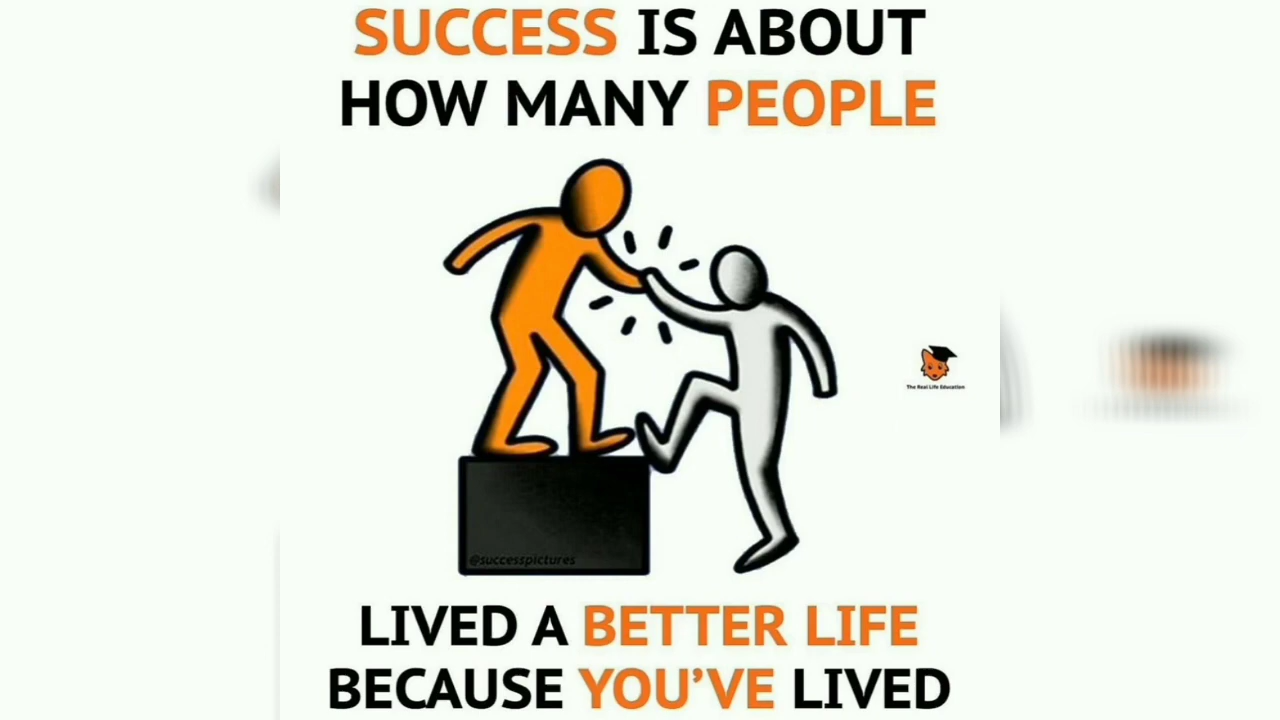 SUCCESS IS ABOUT
HOW MANY PEOPLE
The Real Life Education
@successpictures
LIVED A BETTER LIFE
BECAUSE YOU’VE LIVED